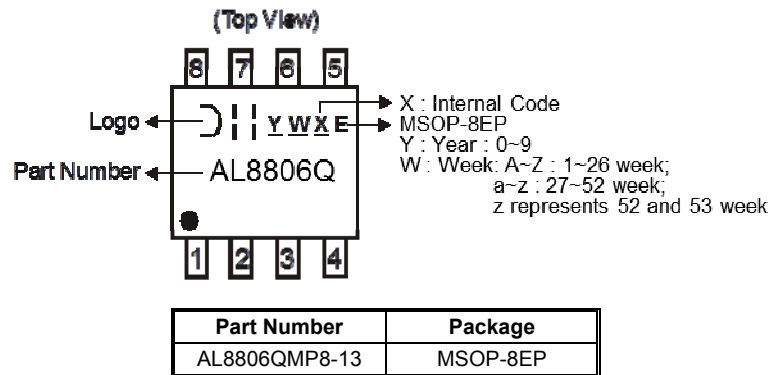 (Top View)
8 7 6 5
Logo
Y W X E
X : Internal Code
MSOP-8EP
Y : Year : 0~9
W : Week: A~Z : 1~26 week;
a~z : 27~52 week;
z represents 52 and 53 week
Part Number
AL8806Q
1 2 3 4
Part Number Package
AL8806QMP8-13 MSOP-8EP